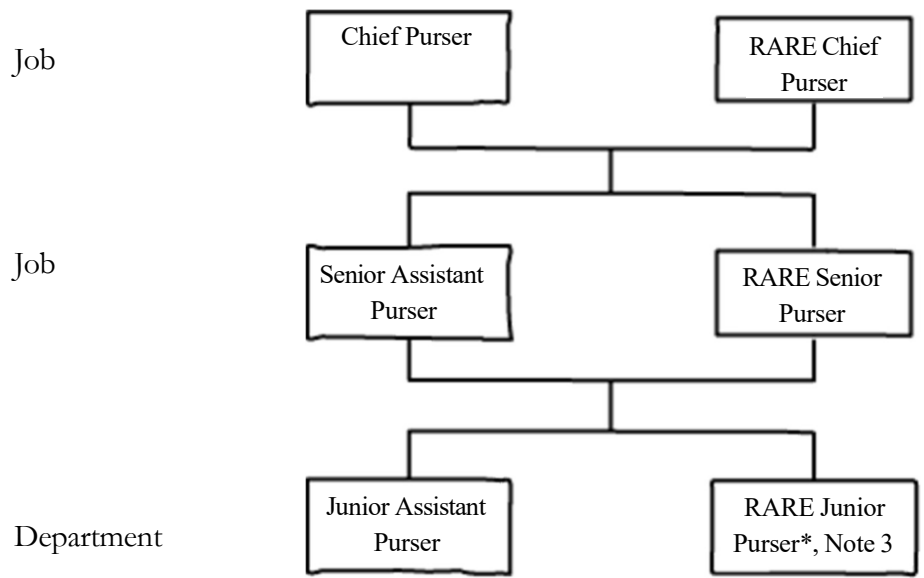 Job
Chief Purser
RARE Chief
Purser
Job
Senior Assistant
Purser
RARE Senior
Purser
Department
Junior Assistant
Purser
RARE Junior
Purser*, Note 3